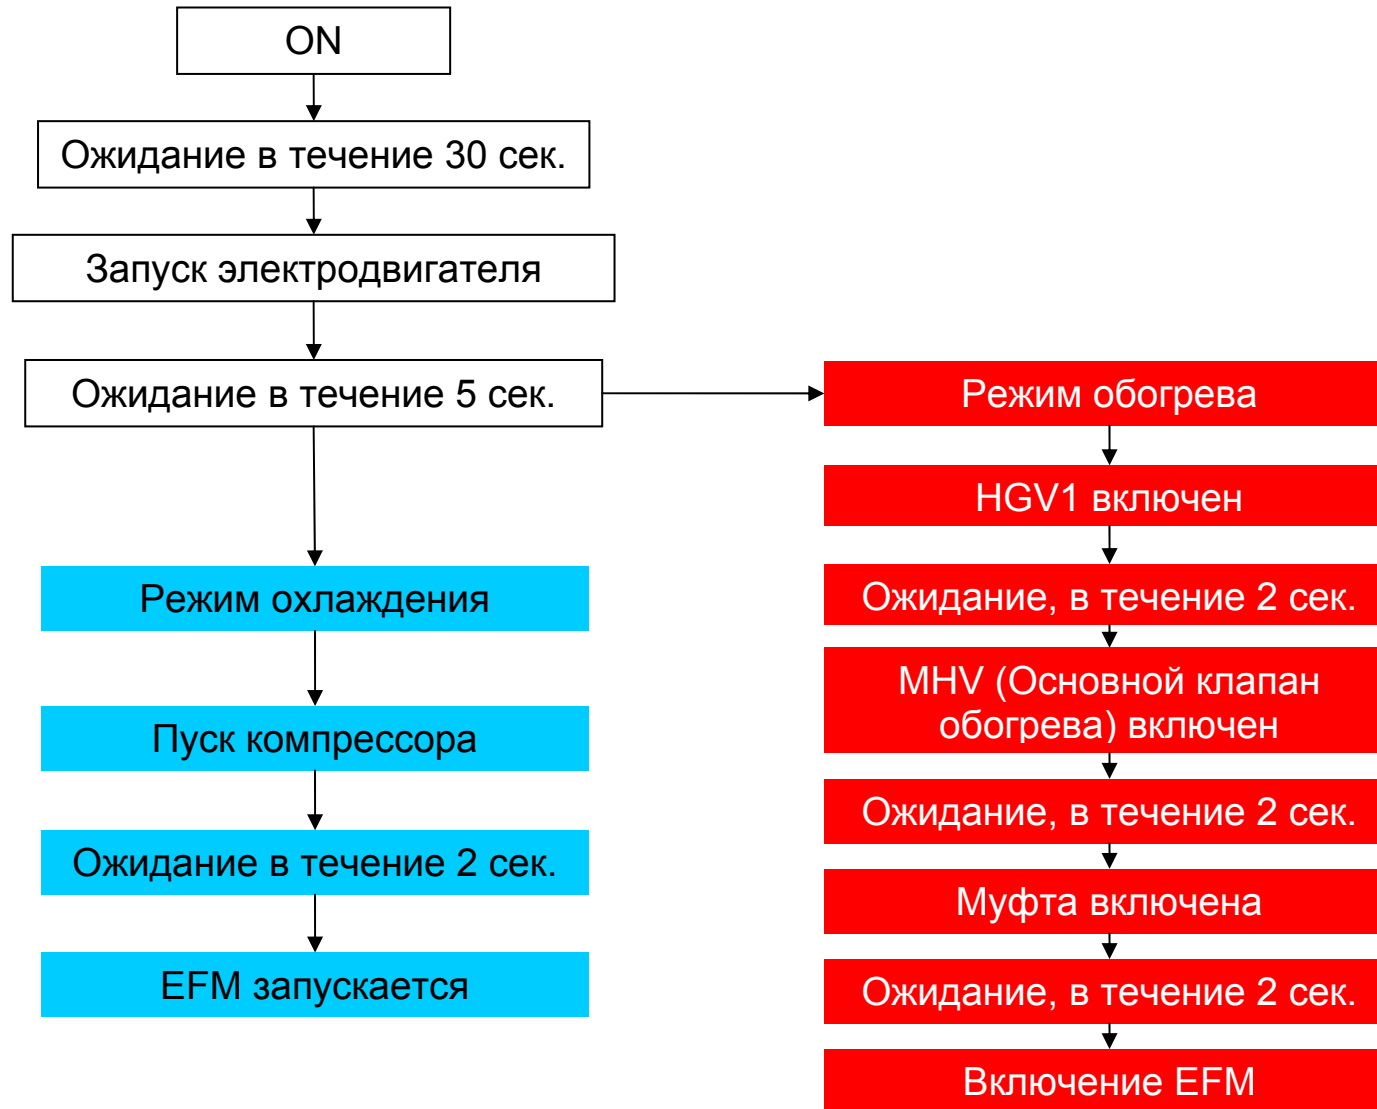 ON
Ожидание в течение 30 сек.
Запуск электродвигателя
Ожидание в течение 5 сек.
Режим охлаждения
Пуск компрессора
Ожидание в течение 2 сек.
EFM запускается
Режим обогрева
HGV1 включен
Ожидание, в течение 2 сек.
MHV (Основной клапан
обогрева) включен
Ожидание, в течение 2 сек.
Муфта включена
Ожидание, в течение 2 сек.
Включение EFM